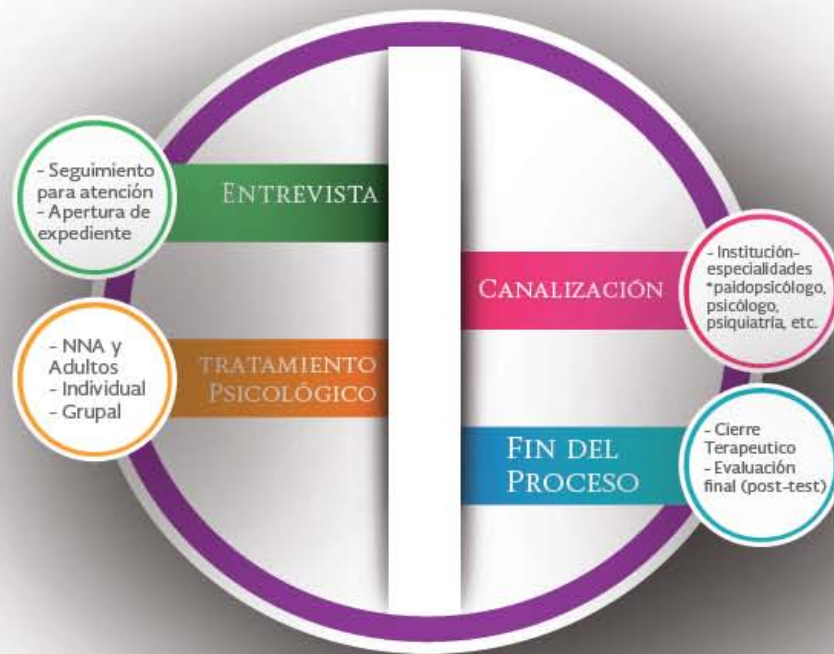 - Seguimiento
para atención
- Apertura de
expediente
ENTREVISTA
CANALIZACIÓN
- Institución-
especialidades
*paidopsicólogo,
psicólogo,
psiquiatría, etc.
- NNA y
Adultos
- Individual
- Grupal
TRATAMIENTO
PSICOLÓGICO
FIN DEL
PROCESO
- Cierre
Terapeutico
- Evaluación
final (post-test)